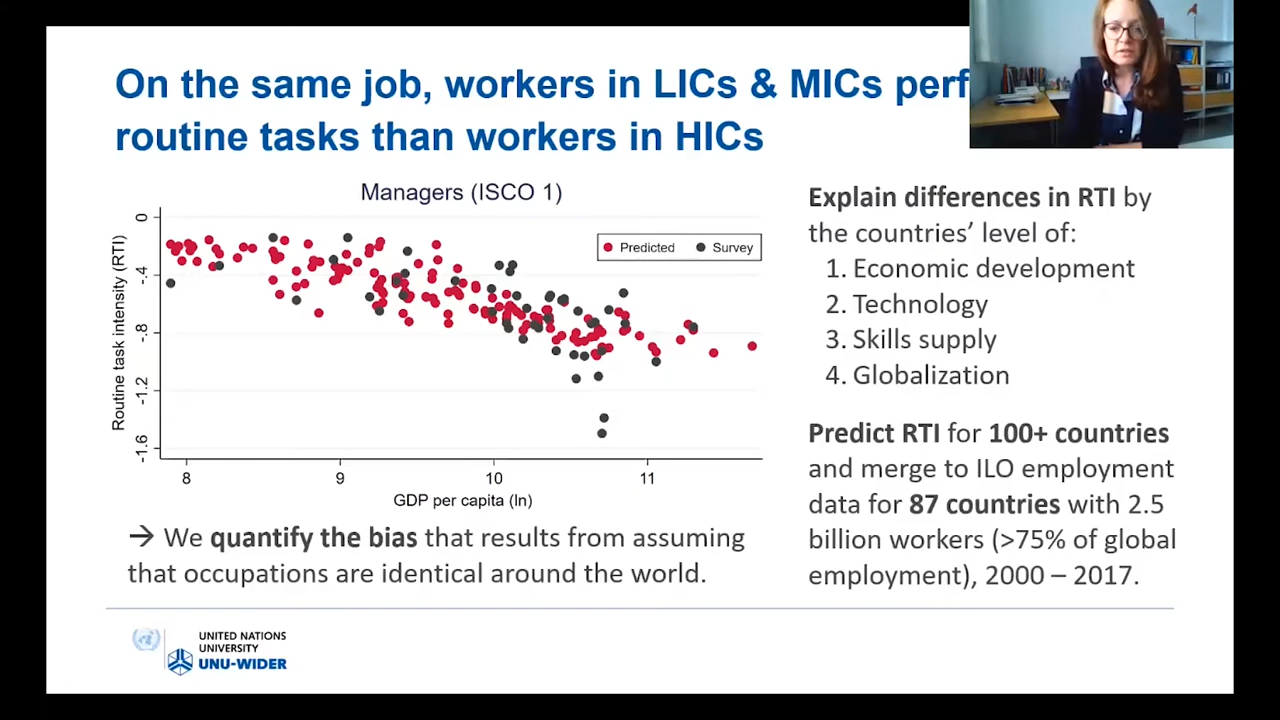 On the same job, workers in LICs & MICs perf
routine tasks than workers in HICs
Managers (ISCO 1)
Routine task intensity (RTI)
0
-.4
-.8
-1.2
-1.6
Predicted
Survey
8
9
10
11
GDP per capita (ln)
→ We quantify the bias that results from assuming
that occupations are identical around the world.
Explain differences in RTI by
the countries’ level of:
1. Economic development
2. Technology
3. Skills supply
4. Globalization
Predict RTI for 100+ countries
and merge to ILO employment
data for 87 countries with 2.5
billion workers (>75% of global
employment), 2000 – 2017.
UNITED NATIONS
UNIVERSITY
UNU-WIDER